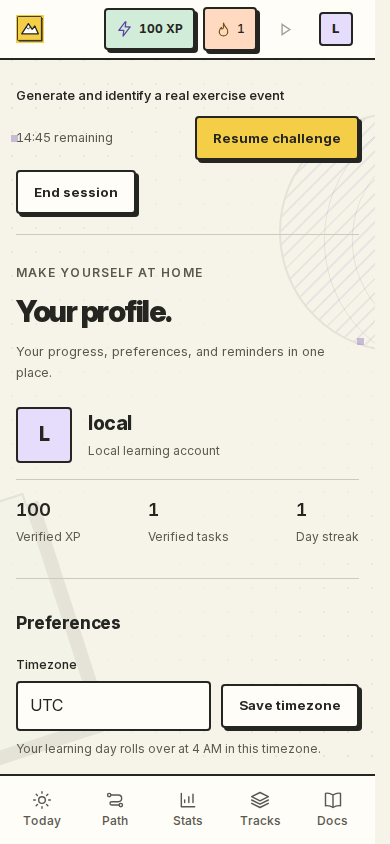 100 XP
1
L
Generate and identify a real exercise event
14:45 remaining
Resume challenge
End session
MAKE YOURSELF AT HOME
Your profile.
Your progress, preferences, and reminders in one
place.
L
local
Local learning account
100
1
1
Verified XP
Verified tasks
Day streak
Preferences
Timezone
UTC
Save timezone
Your learning day rolls over at 4 AM in this timezone.
Today
Path
Stats
Tracks
Docs